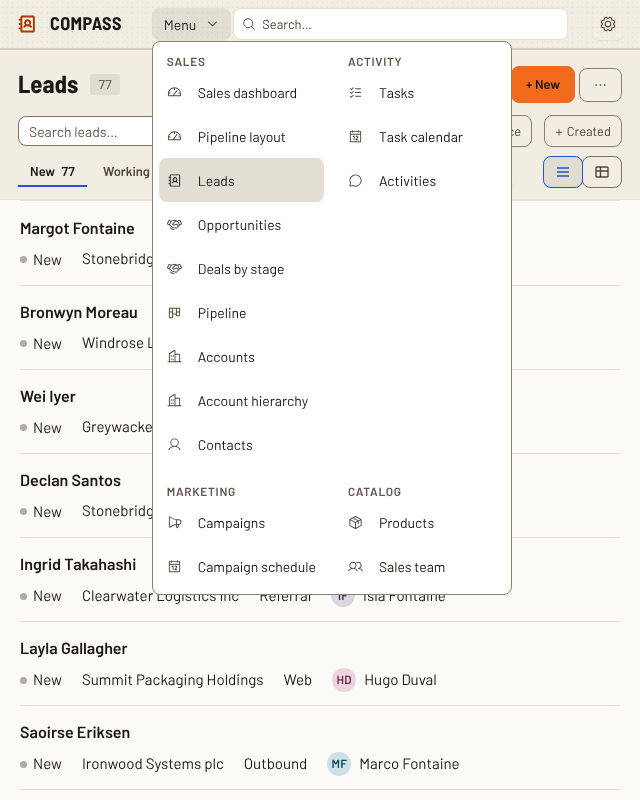 COMPASS
Menu
Search...
Leads
77
+ New
...
Search leads...
+ Created
New 77
Working
SALES
Sales dashboard
Pipeline layout
Leads
Opportunities
Deals by stage
Pipeline
Accounts
Account hierarchy
Contacts
ACTIVITY
Tasks
Task calendar
Activities
MARKETING
Campaigns
Campaign schedule
CATALOG
Products
Sales team
Margot Fontaine
New
Bronwyn Moreau
New Windrose
Wei Iyer
New
Declan Santos
New
Ingrid Takahashi
New Clearwater Logistics Inc Referral IF Isla Fontaine
Layla Gallagher
New Summit Packaging Holdings Web HD Hugo Duval
Saoirse Eriksen
New Ironwood Systems plc Outbound MF Marco Fontaine